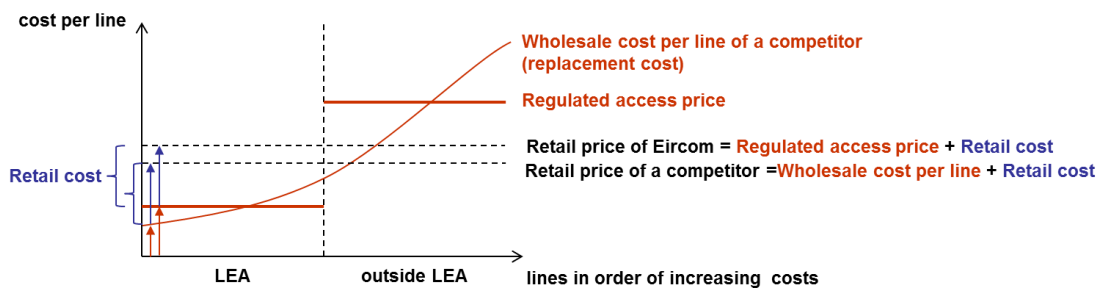 cost per line
Wholesale cost per line of a competitor
(replacement cost)
Regulated access price
Retail price of Eircom = Regulated access price + Retail cost
Retail price of a competitor =Wholesale cost per line + Retail cost
Retail cost
LEA
outside LEA
lines in order of increasing costs